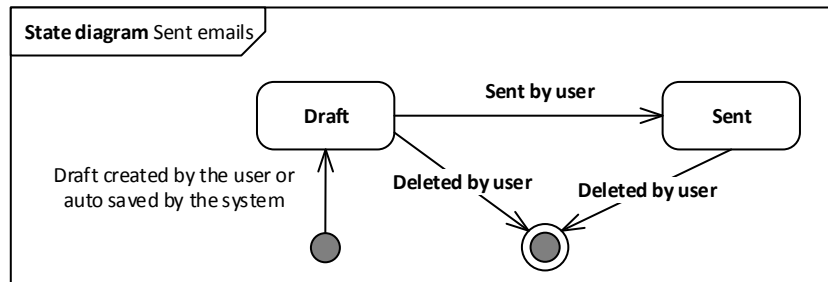 State diagram Sent emails
Sent by user
Draft
Sent
Draft created by the user or
auto saved by the system
Deleted by user
Deleted by user